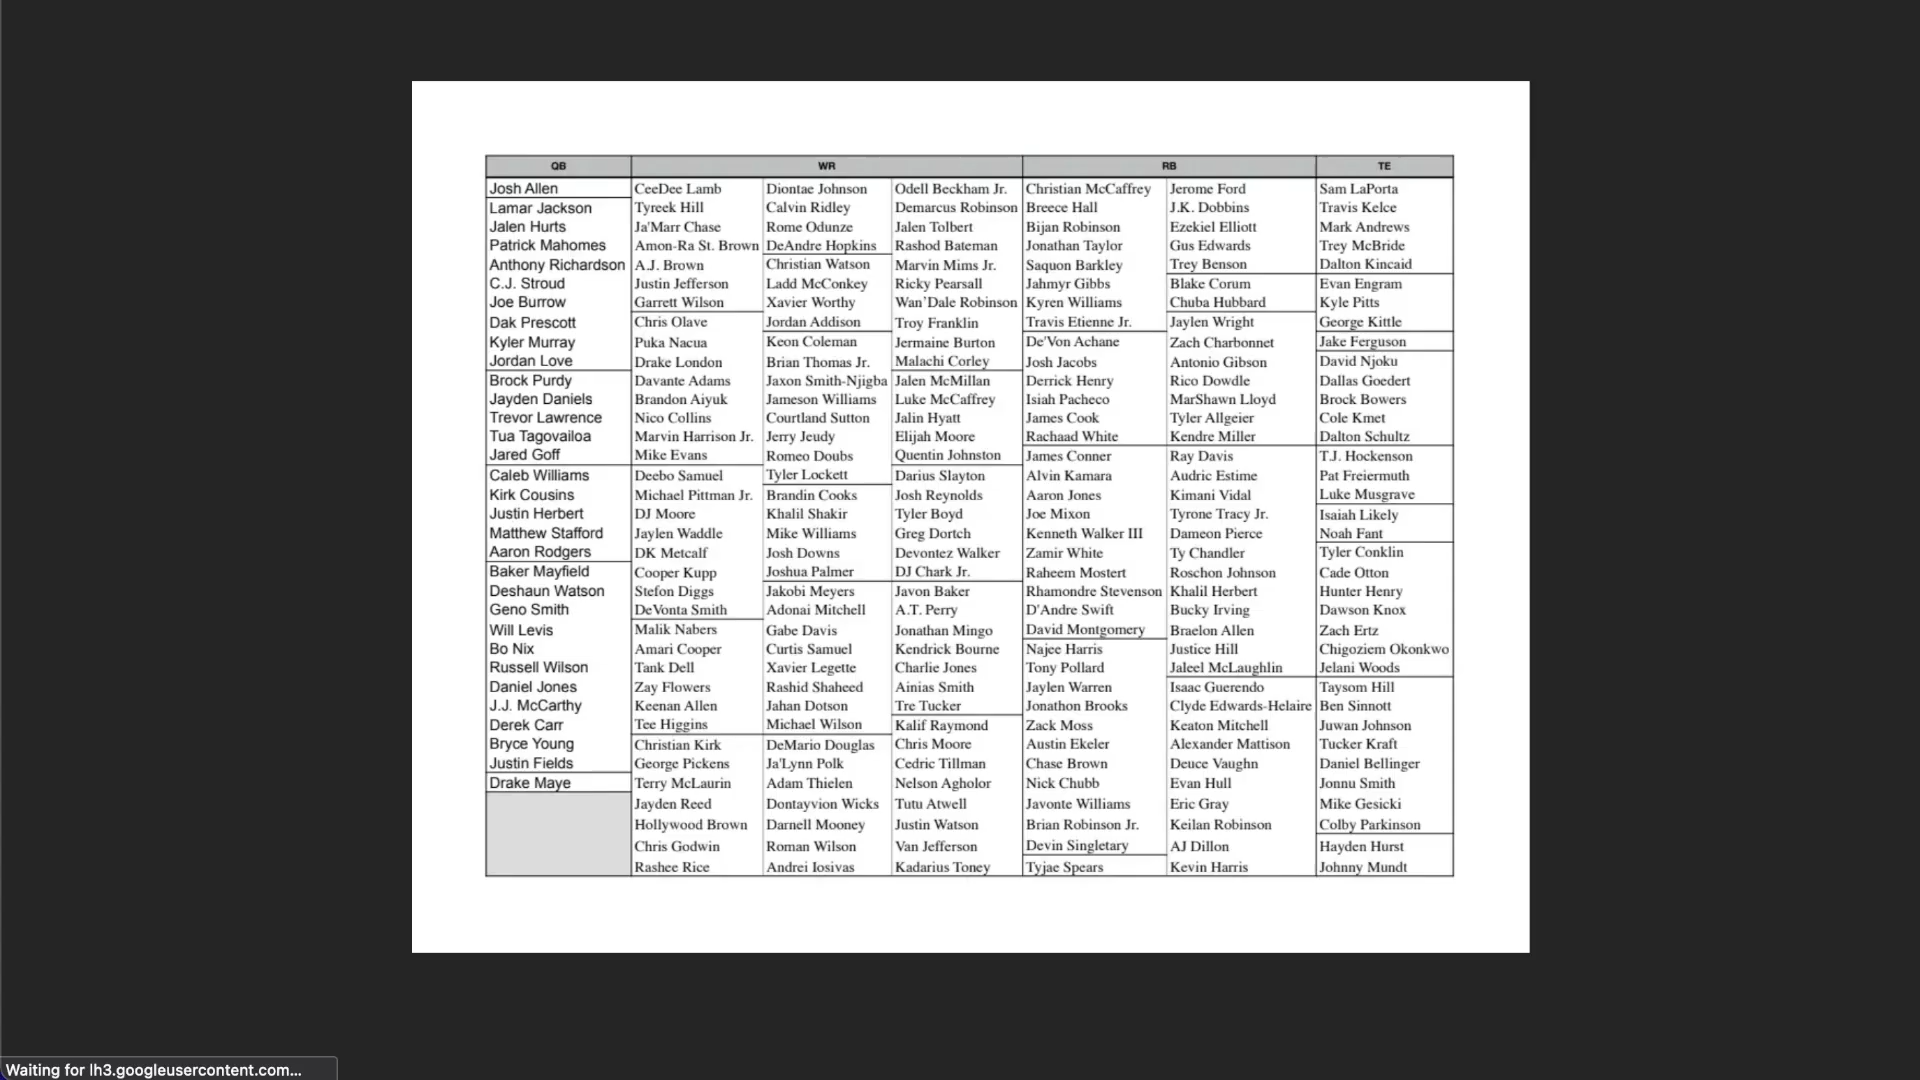 QB WR RB TE
Josh Allen CeeDee Lamb Diontae Johnson Odell Beckham Jr. Christian McCaffrey Jerome Ford Sam LaPorta
Lamar Jackson Tyreek Hill Calvin Ridley Demarcus Robinson Breece Hall J.K. Dobbins Travis Kelce
Jalen Hurts Ja'Marr Chase Rome Odunze Jalen Tolbert Bijan Robinson Ezekiel Elliott Mark Andrews
Patrick Mahomes Amon-Ra St. Brown DeAndre Hopkins Rashod Bateman Jonathan Taylor Gus Edwards Trey McBride
Anthony Richardson A.J. Brown Christian Watson Marvin Mims Jr. Saquon Barkley Trey Benson Dalton Kincaid
C.J. Stroud Justin Jefferson Ladd McConkey Ricky Pearsall Jahmyr Gibbs Blake Corum Evan Engram
Joe Burrow Garrett Wilson Xavier Worthy Wan'Dale Robinson Kyren Williams Chuba Hubbard Kyle Pitts
Dak Prescott Chris Olave Jordan Addison Troy Franklin Travis Etienne Jr. Jaylen Wright George Kittle
Kyler Murray Puka Nacua Keon Coleman Jermaine Burton De'Von Achane Zach Charbonnet Jake Ferguson
Jordan Love Drake London Brian Thomas Jr. Malachi Corley Josh Jacobs Antonio Gibson David Njoku
Brock Purdy Davante Adams Jaxon Smith-Njigba Jalen McMillan Derrick Henry Rico Dowdle Dallas Goedert
Jayden Daniels Brandon Aiyuk Jameson Williams Luke McCaffrey Isiah Pacheco MarShawn Lloyd Brock Bowers
Trevor Lawrence Nico Collins Courtland Sutton Jalin Hyatt James Cook Tyler Allgeier Cole Kmet
Tua Tagovailoa Marvin Harrison Jr. Jerry Jeudy Elijah Moore Rachaad White Kendre Miller Dalton Schultz
Jared Goff Mike Evans Romeo Doubs Quentin Johnston James Conner Ray Davis T.J. Hockenson
Caleb Williams Deebo Samuel Tyler Lockett Darius Slayton Alvin Kamara Audric Estime Pat Freiermuth
Kirk Cousins Michael Pittman Jr. Brandin Cooks Josh Reynolds Aaron Jones Kimani Vidal Luke Musgrave
Justin Herbert DJ Moore Khalil Shakir Tyler Boyd Joe Mixon Tyrone Tracy Jr. Isaiah Likely
Matthew Stafford Jaylen Waddle Mike Williams Greg Dortch Kenneth Walker III Dameon Pierce Noah Fant
Aaron Rodgers DK Metcalf Josh Downs Devontez Walker Zamir White Ty Chandler Tyler Conklin
Baker Mayfield Cooper Kupp Joshua Palmer DJ Chark Jr. Raheem Mostert Roschon Johnson Cade Otton
Deshaun Watson Stefon Diggs Jakobi Meyers Javon Baker Rhamondre Stevenson Khalil Herbert Hunter Henry
Geno Smith DeVonta Smith Adonai Mitchell A.T. Perry D'Andre Swift Bucky Irving Dawson Knox
Will Levis Malik Nabers Gabe Davis Jonathan Mingo David Montgomery Braelon Allen Zach Ertz
Bo Nix Amari Cooper Curtis Samuel Kendrick Bourne Najee Harris Justice Hill Chigoziem Okonkwo
Russell Wilson Tank Dell Xavier Legette Charlie Jones Tony Pollard Jaleel McLaughlin Jelani Woods
Daniel Jones Zay Flowers Rashid Shaheed Ainias Smith Jaylen Warren Isaac Guerendo Taysom Hill
J.J. McCarthy Keenan Allen Jahan Dotson Tre Tucker Jonathon Brooks Clyde Edwards-Helaire Ben Sinnott
Derek Carr Tee Higgins Michael Wilson Kalif Raymond Zack Moss Keaton Mitchell Juwan Johnson
Bryce Young Christian Kirk DeMario Douglas Chris Moore Austin Ekeler Alexander Mattison Tucker Kraft
Justin Fields George Pickens Ja'Lynn Polk Cedric Tillman Chase Brown Deuce Vaughn Daniel Bellinger
Drake Maye Terry McLaurin Adam Thielen Nelson Agholor Nick Chubb Evan Hull Jonnu Smith
Jayden Reed Dontayvion Wicks Tutu Atwell Javonte Williams Eric Gray Mike Gesicki
Hollywood Brown Darnell Mooney Justin Watson Brian Robinson Jr. Keilan Robinson Colby Parkinson
Chris Godwin Roman Wilson Van Jefferson Devin Singletary AJ Dillon Hayden Hurst
Rashee Rice Andrei Iosivas Kadarius Toney Tyjae Spears Kevin Harris Johnny Mundt
Waiting for lh3.googleusercontent.com...